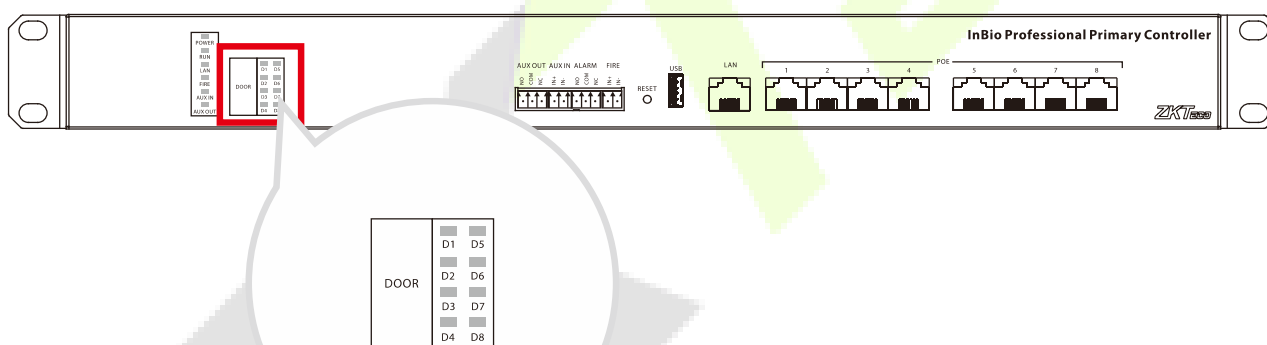 InBio Professional Primary Controller
POWER
RUN
LAN
FIRE
AUX IN
AUX OUT
DOOR
D1 D5
D2 D6
D3 D7
D4
AUX OUT AUX IN ALARM FIRE
NO COM NC IN+ IN- NO COM NC IN+ IN-
RESET
USB
LAN
POE
1 2 3 4 5 6 7 8
ZKTeco
DOOR
D1 D5
D2 D6
D3 D7
D4 D8